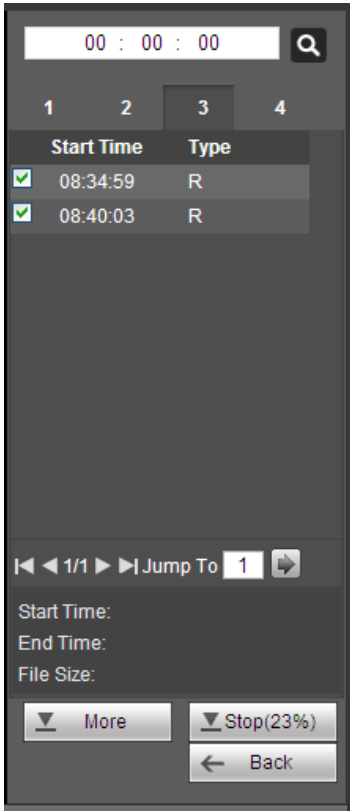 00 : 00 : 00
1 2 3 4
Start Time Type
08:34:59 R
08:40:03 R
1/1 Jump To 1
Start Time:
End Time:
File Size:
More Stop(23%)
Back